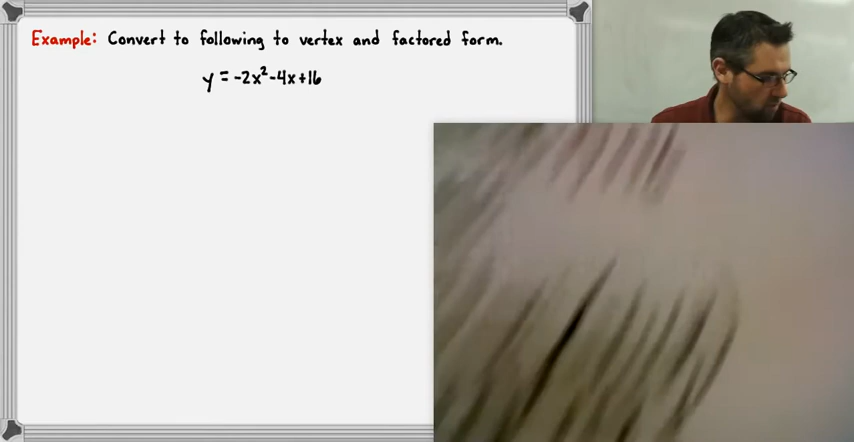 Example: Convert to following to vertex and factored form.
y = -2x²-4x+16